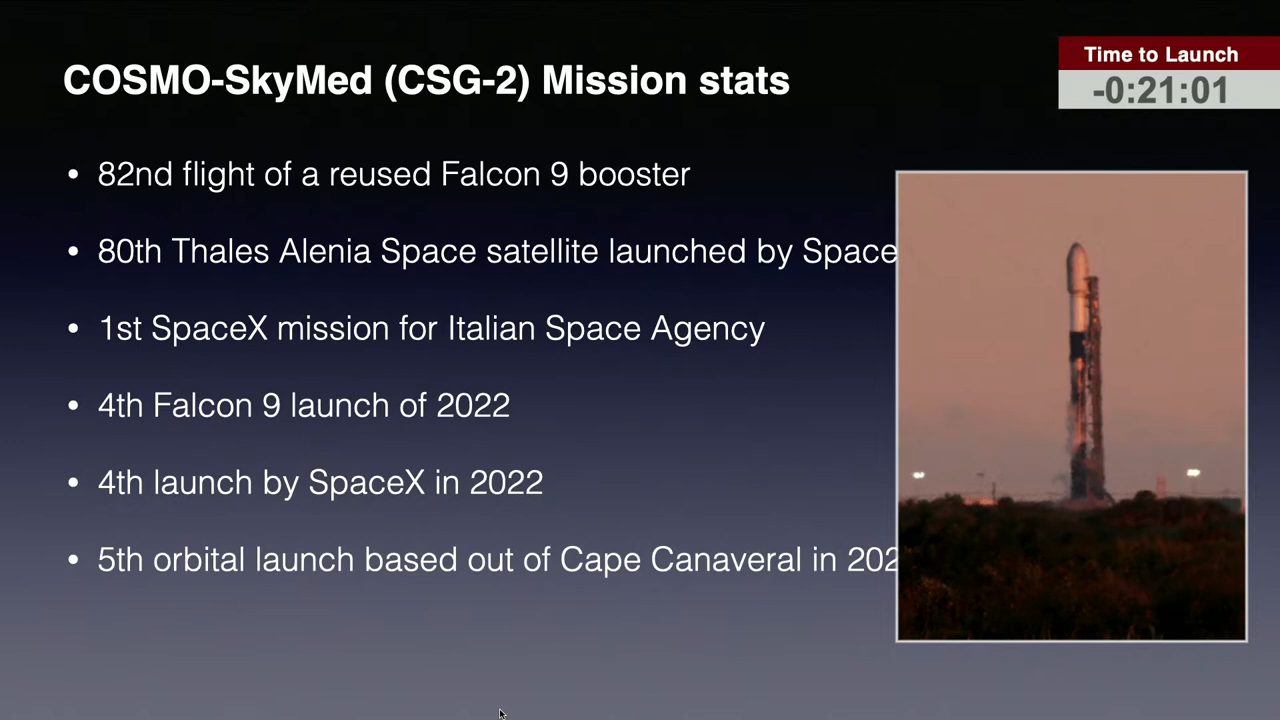 COSMO-SkyMed (CSG-2) Mission stats
Time to Launch
-0:21:01
• 82nd flight of a reused Falcon 9 booster
• 80th Thales Alenia Space satellite launched by Space
• 1st SpaceX mission for Italian Space Agency
• 4th Falcon 9 launch of 2022
• 4th launch by SpaceX in 2022
• 5th orbital launch based out of Cape Canaveral in 202